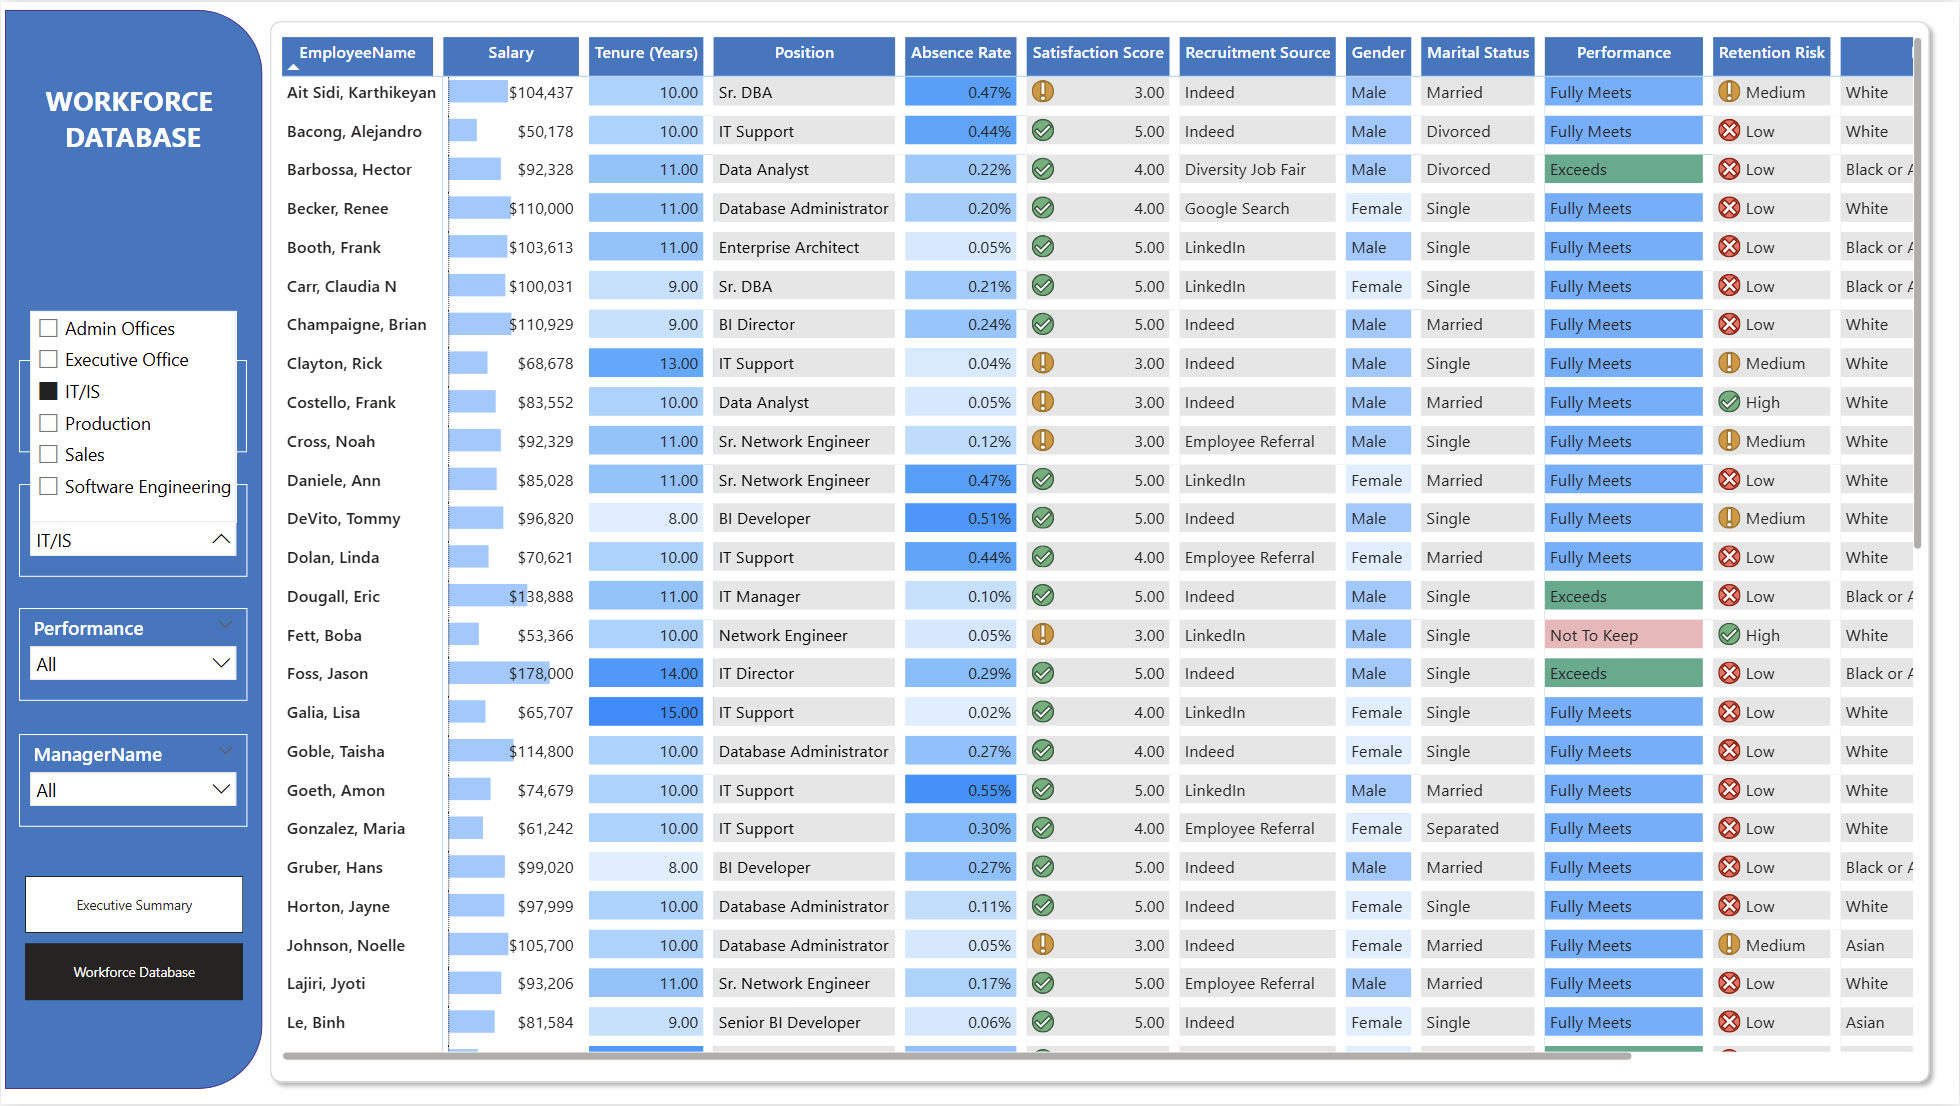 WORKFORCE
DATABASE
Admin Offices
Executive Office
IT/IS
Production
Sales
Software Engineering
IT/IS
Performance
All
ManagerName
All
Executive Summary
Workforce Database
EmployeeName Salary Tenure (Years) Position Absence Rate Satisfaction Score Recruitment Source Gender Marital Status Performance Retention Risk
Ait Sidi, Karthikeyan $104,437 10.00 Sr. DBA 0.47% 3.00 Indeed Male Married Fully Meets Medium White
Bacong, Alejandro $50,178 10.00 IT Support 0.44% 5.00 Indeed Male Divorced Fully Meets Low White
Barbossa, Hector $92,328 11.00 Data Analyst 0.22% 4.00 Diversity Job Fair Male Divorced Exceeds Low Black or
Becker, Renee $110,000 11.00 Database Administrator 0.20% 4.00 Google Search Female Single Fully Meets Low White
Booth, Frank $103,613 11.00 Enterprise Architect 0.05% 5.00 LinkedIn Male Single Fully Meets Low Black or
Carr, Claudia N $100,031 9.00 Sr. DBA 0.21% 5.00 LinkedIn Female Single Fully Meets Low Black or
Champaigne, Brian $110,929 9.00 BI Director 0.24% 5.00 Indeed Male Married Fully Meets Low White
Clayton, Rick $68,678 13.00 IT Support 0.04% 3.00 Indeed Male Single Fully Meets Medium White
Costello, Frank $83,552 10.00 Data Analyst 0.05% 3.00 Indeed Male Married Fully Meets High White
Cross, Noah $92,329 11.00 Sr. Network Engineer 0.12% 3.00 Employee Referral Male Single Fully Meets Medium White
Daniele, Ann $85,028 11.00 Sr. Network Engineer 0.47% 5.00 LinkedIn Female Married Fully Meets Low White
DeVito, Tommy $96,820 8.00 BI Developer 0.51% 5.00 Indeed Male Single Fully Meets Medium White
Dolan, Linda $70,621 10.00 IT Support 0.44% 4.00 Employee Referral Female Married Fully Meets Low White
Dougall, Eric $138,888 11.00 IT Manager 0.10% 5.00 Indeed Male Single Exceeds Low Black or
Fett, Boba $53,366 10.00 Network Engineer 0.05% 3.00 LinkedIn Male Single Not To Keep High White
Foss, Jason $178,000 14.00 IT Director 0.29% 5.00 Indeed Male Single Exceeds Low Black or
Galia, Lisa $65,707 15.00 IT Support 0.02% 4.00 LinkedIn Female Single Fully Meets Low White
Goble, Taisha $114,800 10.00 Database Administrator 0.27% 4.00 Indeed Female Single Fully Meets Low White
Goeth, Amon $74,679 10.00 IT Support 0.55% 5.00 LinkedIn Male Married Fully Meets Low White
Gonzalez, Maria $61,242 10.00 IT Support 0.30% 4.00 Employee Referral Female Separated Fully Meets Low White
Gruber, Hans $99,020 8.00 BI Developer 0.27% 5.00 Indeed Male Married Fully Meets Low Black or
Horton, Jayne $97,999 10.00 Database Administrator 0.11% 5.00 Indeed Female Single Fully Meets Low White
Johnson, Noelle $105,700 10.00 Database Administrator 0.05% 3.00 Indeed Female Married Fully Meets Medium Asian
Lajiri, Jyoti $93,206 11.00 Sr. Network Engineer 0.17% 5.00 Employee Referral Male Married Fully Meets Low White
Le, Binh $81,584 9.00 Senior BI Developer 0.06% 5.00 Indeed Female Single Fully Meets Low Asian